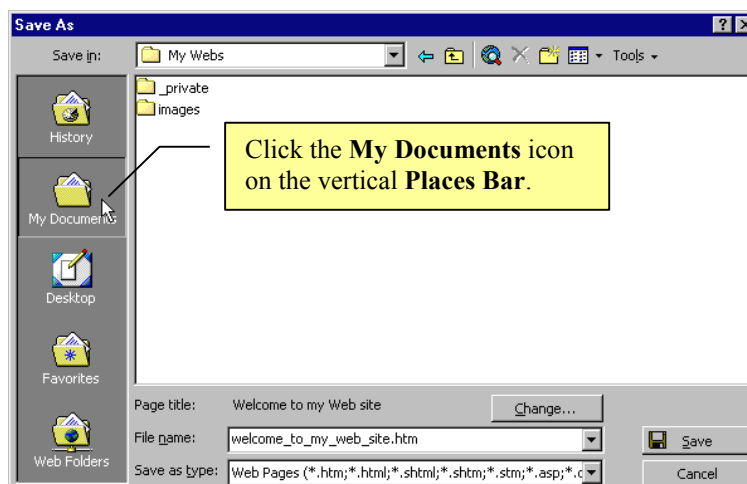 Save As
Save in:
My Webs
Tools
_private
images
History
Click the My Documents icon
on the vertical Places Bar.
My Documents
Desktop
Favorites
Web Folders
Page title:
Welcome to my Web site
Change...
File name:
welcome_to_my_web_site.htm
Save
Save as type:
Web Pages (*.htm;*.html;*.shtml;*.shtm;*.stm;*.asp;*.c
Cancel